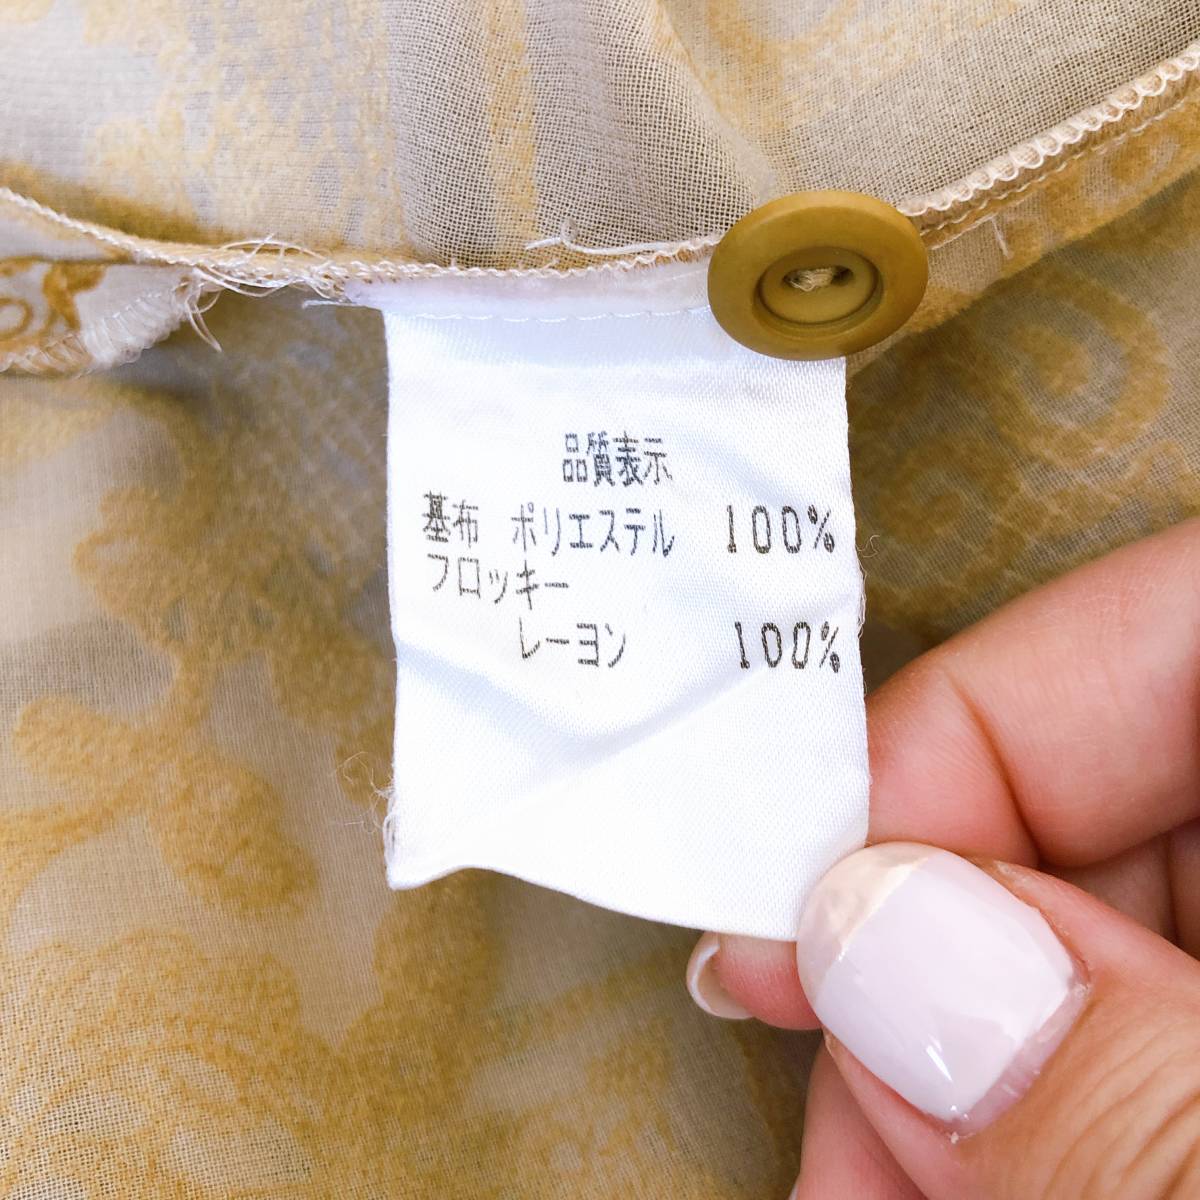 品質表示
基布 ポリエステル 100%
フロッキー
レーヨン 100%